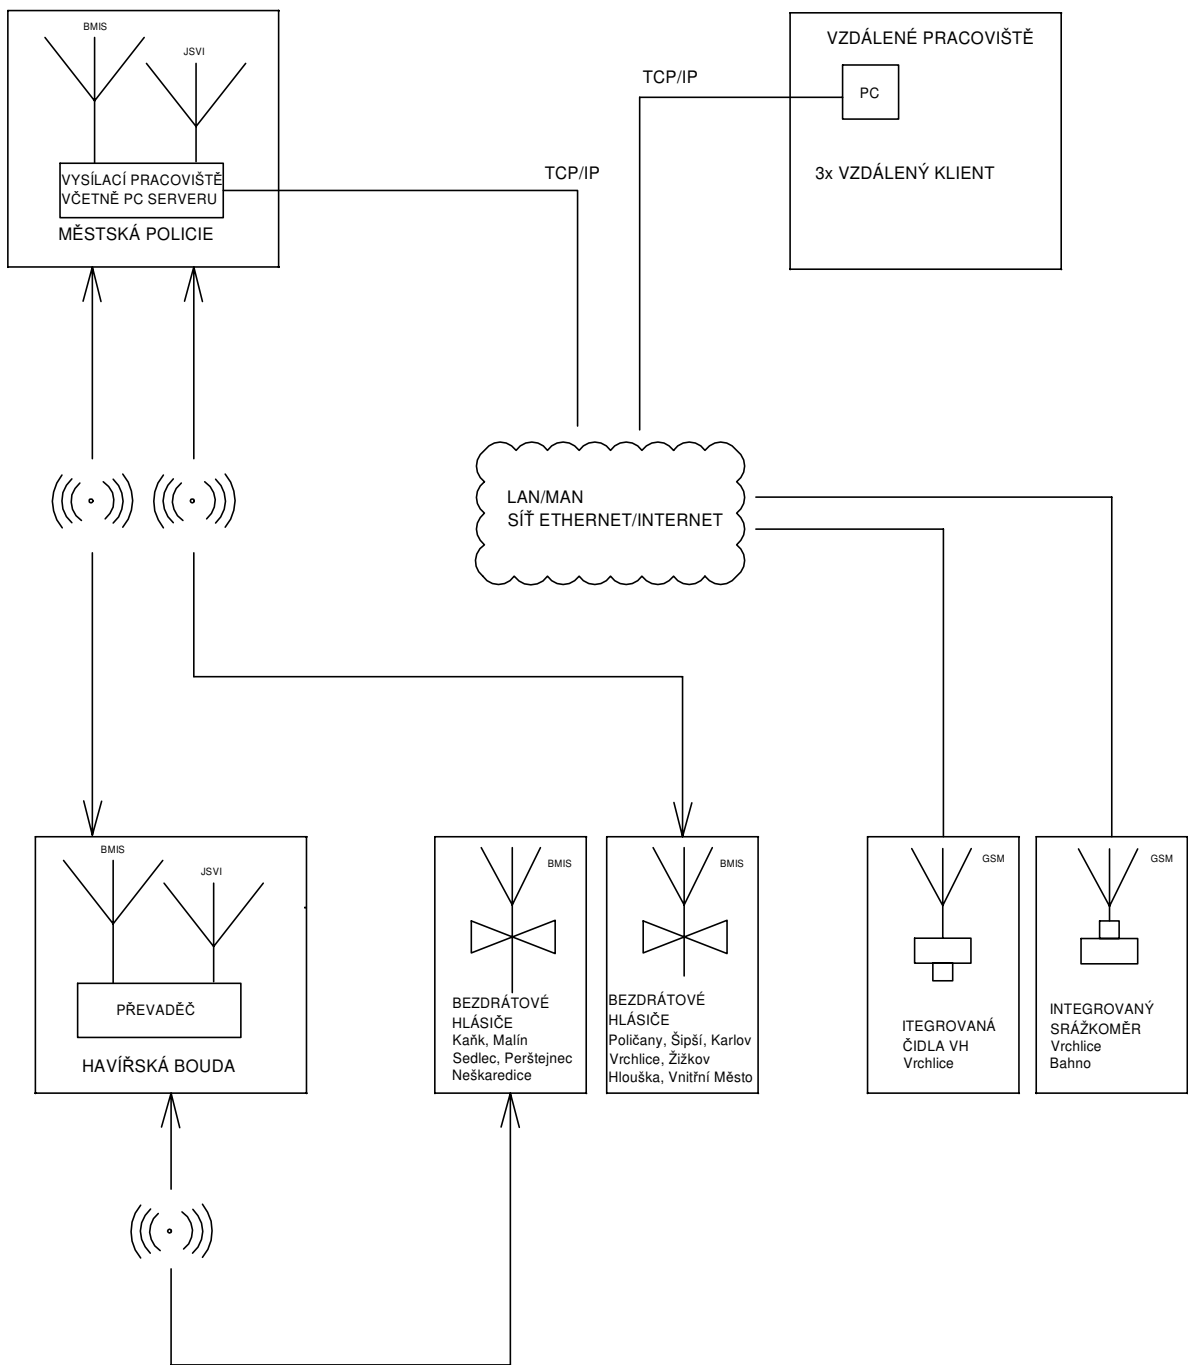 BMIS
JSVI
VYSÍLACÍ PRACOVIŠTĚ
VČETNĚ PC SERVERU
MĚSTSKÁ POLICIE
TCP/IP
TCP/IP
VZDÁLENÉ PRACOVIŠTĚ
PC
3x VZDÁLENÝ KLIENT
LAN/MAN
SÍŤ ETHERNET/INTERNET
BMIS
JSVI
PŘEVADĚČ
HAVÍŘSKÁ BOUDA
BMIS
BEZDRÁTOVÉ
HLÁSIČE
Kaňk, Malín
Sedlec, Perštejnec
Neškaredice
BMIS
BEZDRÁTOVÉ
HLÁSIČE
Poličany, Šipší, Karlov
Vrchlice, Žižkov
Hlouška, Vnitřní Město
GSM
ITEGROVANÁ
ČIDLA VH
Vrchlice
GSM
INTEGROVANÝ
SRÁŽKOMĚR
Vrchlice
Bahno